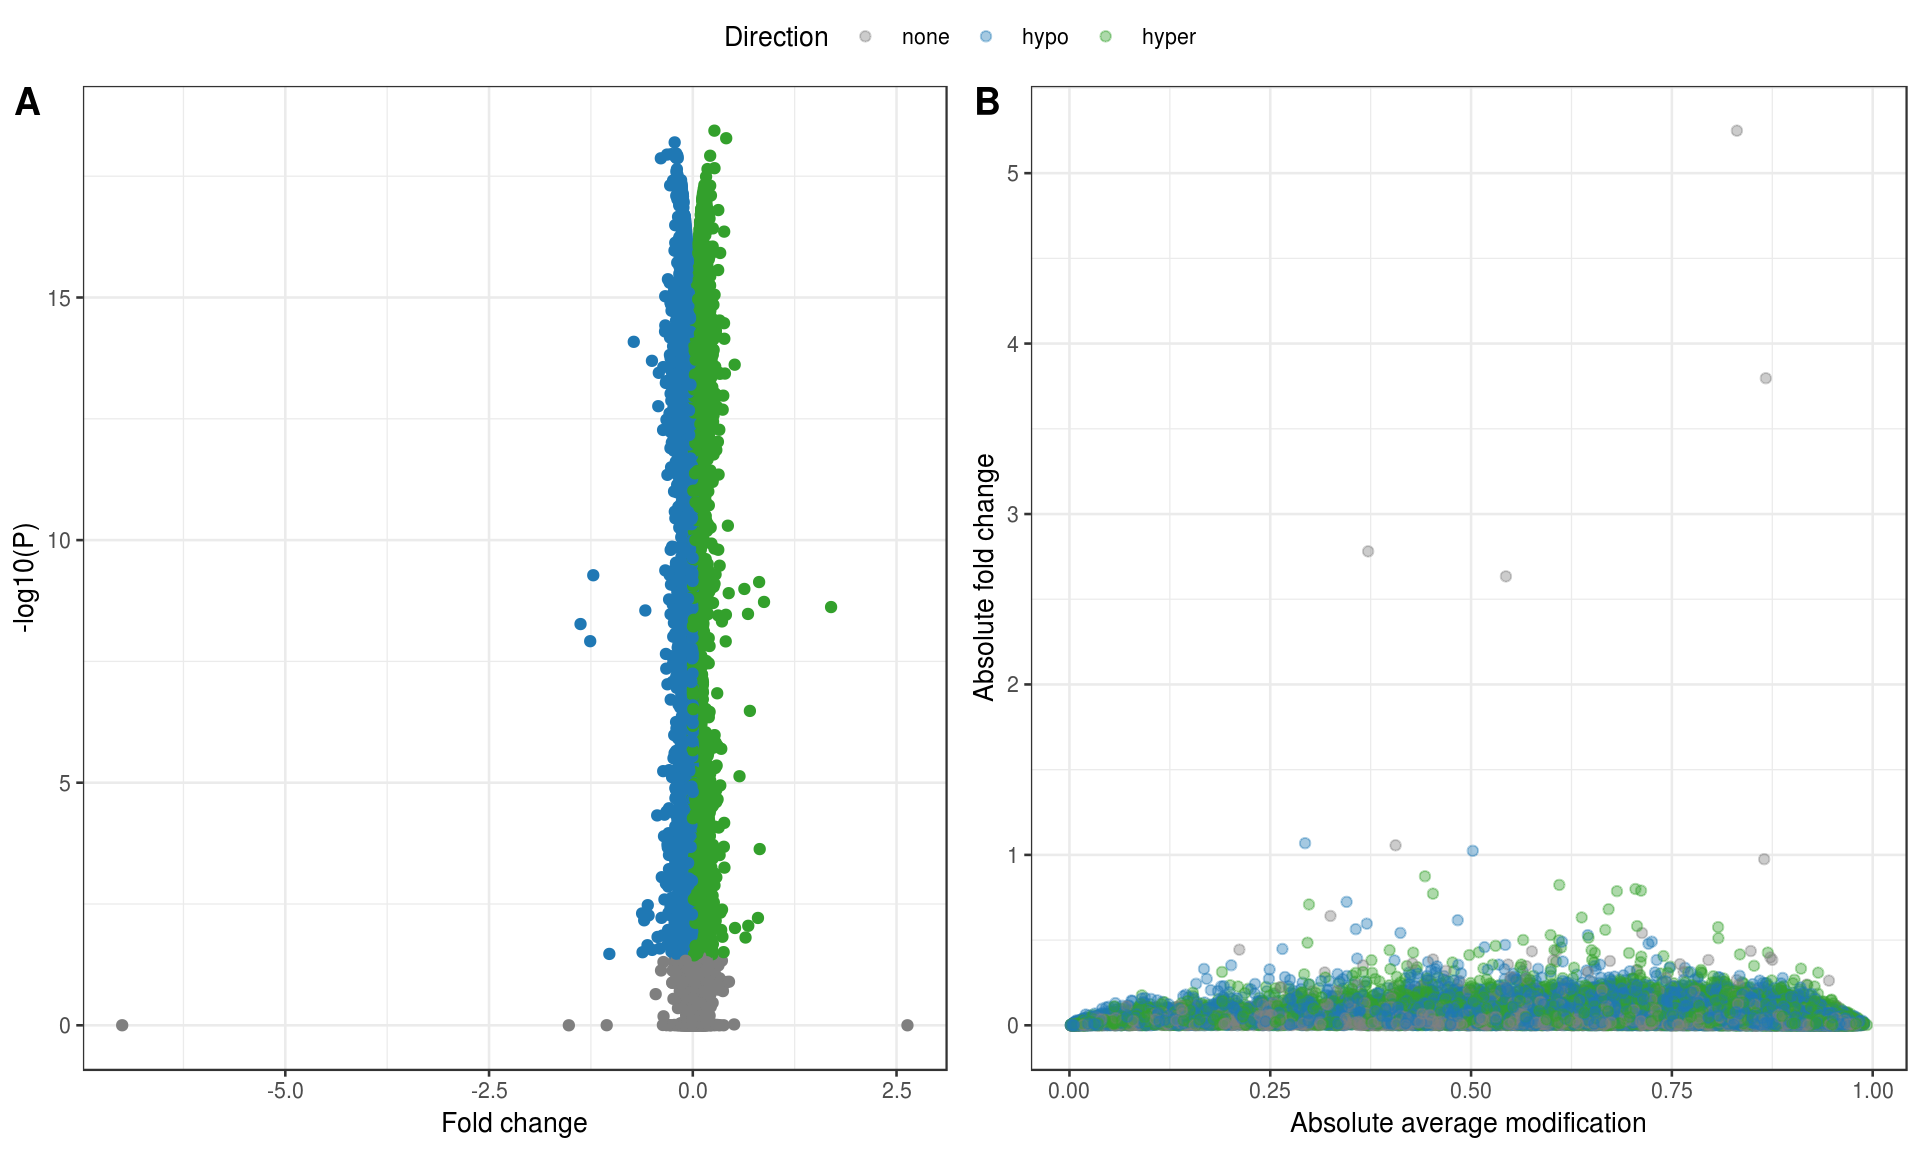 Direction none hypo hyper
A
B
-log10(P)
15
10
5
0
-5.0 -2.5 0.0 2.5
Fold change
Absolute fold change
5
4
3
2
1
0
0.00 0.25 0.50 0.75 1.00
Absolute average modification